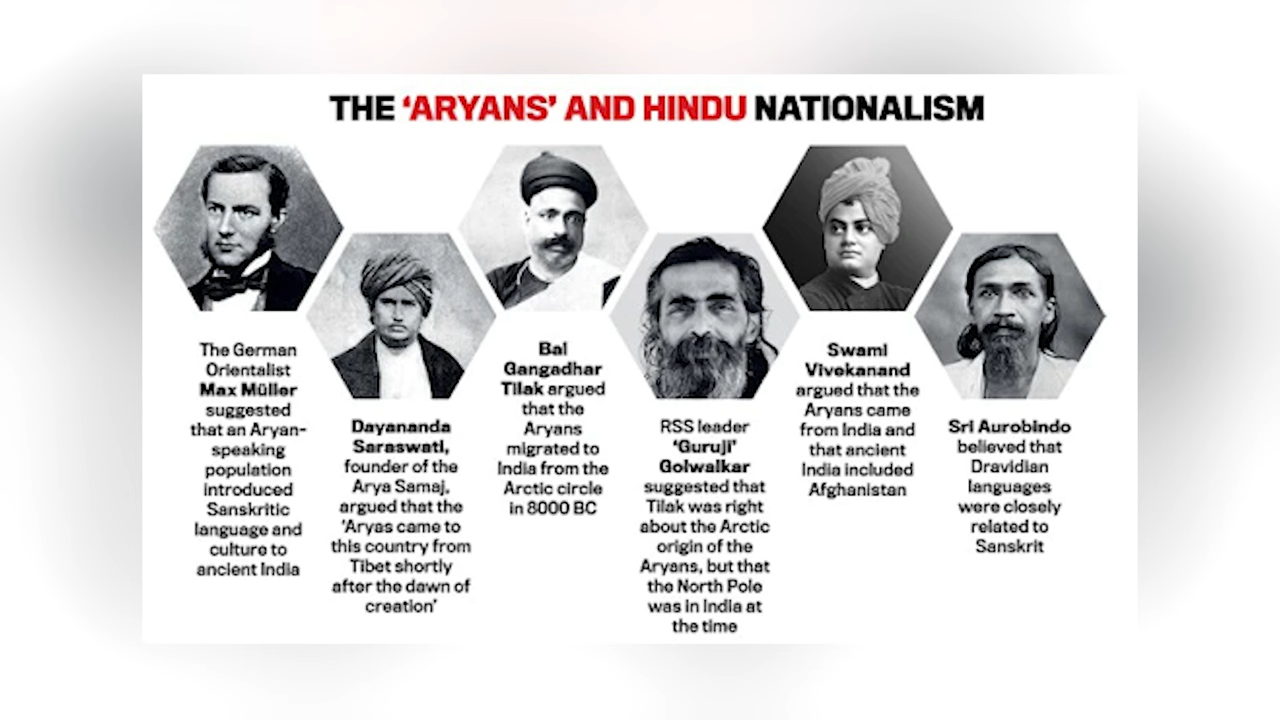 THE ‘ARYANS’ AND HINDU NATIONALISM
The German
Orientalist
Max Müller
suggested
that an Aryan-
speaking
population
introduced
Sanskritic
language and
culture to
ancient India
Dayananda
Saraswati,
founder of the
Arya Samaj,
argued that the
‘Aryas came to
this country from
Tibet shortly
after the dawn of
creation’
Bal
Gangadhar
Tilak argued
that the
Aryans
migrated to
India from the
Arctic circle
in 8000 BC
RSS leader
‘Guruji’
Golwalkar
suggested that
Tilak was right
about the Arctic
origin of the
Aryans, but that
the North Pole
was in India at
the time
Swami
Vivekanand
argued that the
Aryans came
from India and
that ancient
India included
Afghanistan
Sri Aurobindo
believed that
Dravidian
languages
were closely
related to
Sanskrit